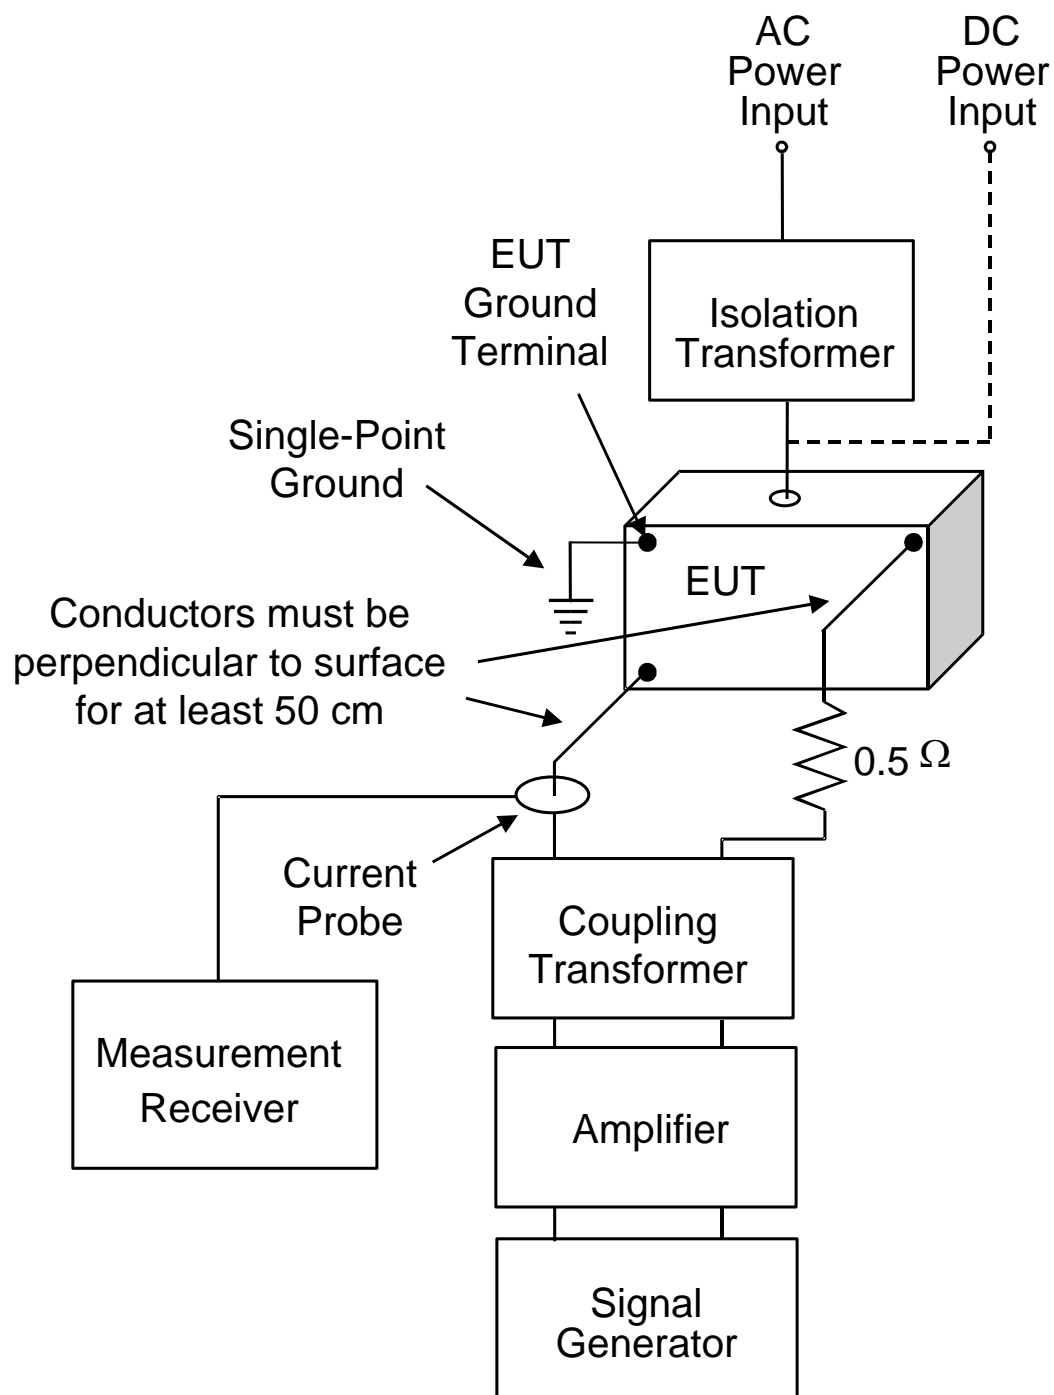 AC
Power
Input
DC
Power
Input
EUT
Ground
Terminal
Isolation
Transformer
Single-Point
Ground
EUT
Conductors must be
perpendicular to surface
for at least 50 cm
0.5 Ω
Current
Probe
Coupling
Transformer
Measurement
Receiver
Amplifier
Signal
Generator